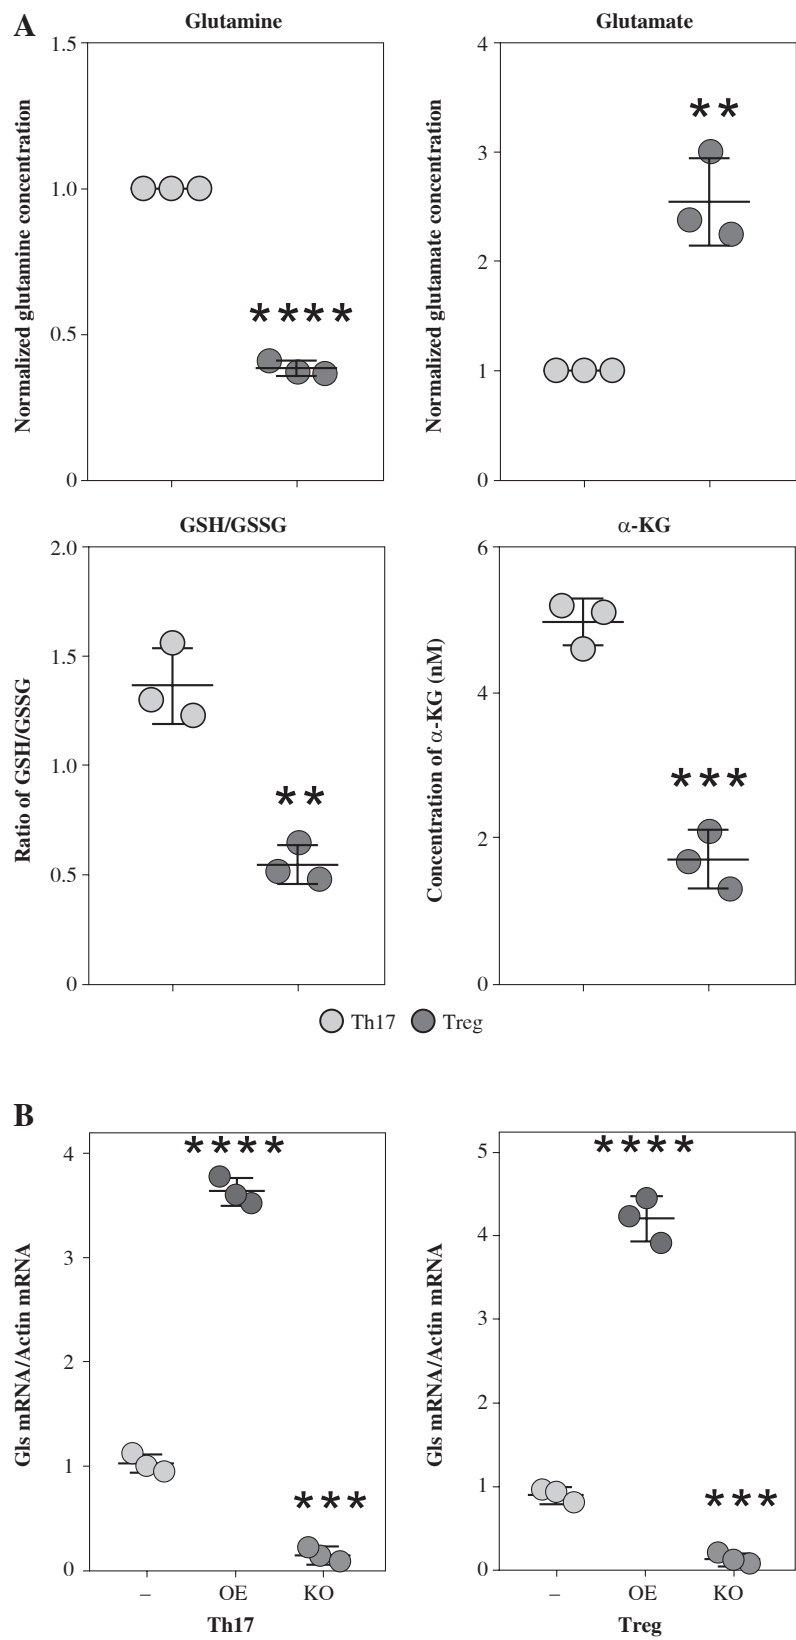 A
Glutamine
Normalized glutamine concentration
1.5
1.0
0.5
0
****
Glutamate
Normalized glutamate concentration
4
3
2
1
0
**
GSH/GSSG
Ratio of GSH/GSSG
2.0
1.5
1.0
0.5
0
**
α-KG
Concentration of α-KG (nM)
6
4
2
0
***
Th17 Treg
B
Gls mRNA/Actin mRNA
4
3
2
1
0
****
***
– OE KO
Th17
Gls mRNA/Actin mRNA
5
4
3
2
1
0
****
***
– OE KO
Treg